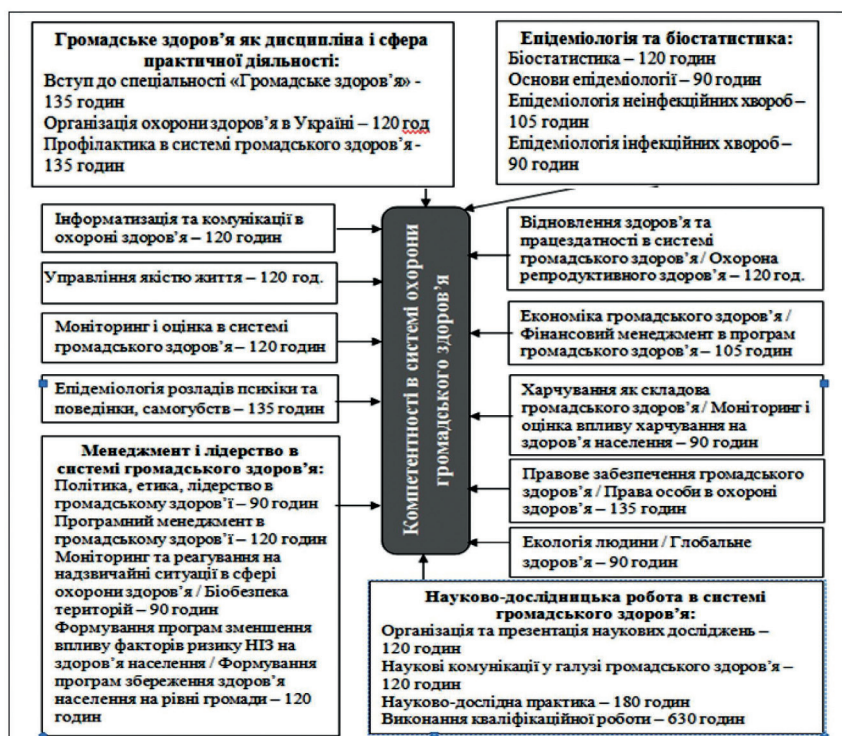 Громадське здоров'я як дисципліна і сфера
практичної діяльності:
Вступ до спеціальності «Громадське здоров'я» -
135 годин
Організація охорони здоров'я в Україні – 120 год
Профілактика в системі громадського здоров'я -
135 годин
Епідеміологія та біостатистика:
Біостатистика – 120 годин
Основи епідеміології – 90 годин
Епідеміологія неінфекційних хвороб –
105 годин
Епідеміологія інфекційних хвороб –
90 годин
Інформатизація та комунікації в
охороні здоров'я – 120 годин
Управління якістю життя – 120 год.
Моніторинг і оцінка в системі
громадського здоров'я – 120 годин
Епідеміологія розладів психіки та
поведінки, самогубств – 135 годин
Менеджмент і лідерство в
системі громадського здоров'я:
Політика, етика, лідерство в
громадському здоров'ї – 90 годин
Програмний менеджмент в
громадському здоров'ї – 120 годин
Моніторинг та реагування на
надзвичайні ситуації в сфері
охорони здоров'я / Біобезпека
територій – 90 годин
Формування програм зменшення
впливу факторів ризику НІЗ на
здоров'я населення / Формування
програм збереження здоров'я
населення на рівні громади – 120
годин
Компетентності в системі охорони
громадського здоров'я
Відновлення здоров'я та
працездатності в системі
громадського здоров'я / Охорона
репродуктивного здоров'я – 120 год.
Економіка громадського здоров'я /
Фінансовий менеджмент в програм
громадського здоров'я – 105 годин
Харчування як складова
громадського здоров'я / Моніторинг і
оцінка впливу харчування на
здоров'я населення – 90 годин
Правове забезпечення громадського
здоров'я / Права особи в охороні
здоров'я – 135 годин
Екологія людини / Глобальне
здоров'я – 90 годин
Науково-дослідницька робота в системі
громадського здоров'я:
Організація та презентація наукових досліджень –
120 годин
Наукові комунікації у галузі громадського здоров'я –
120 годин
Науково-дослідна практика – 180 годин
Виконання кваліфікаційної роботи – 630 годин